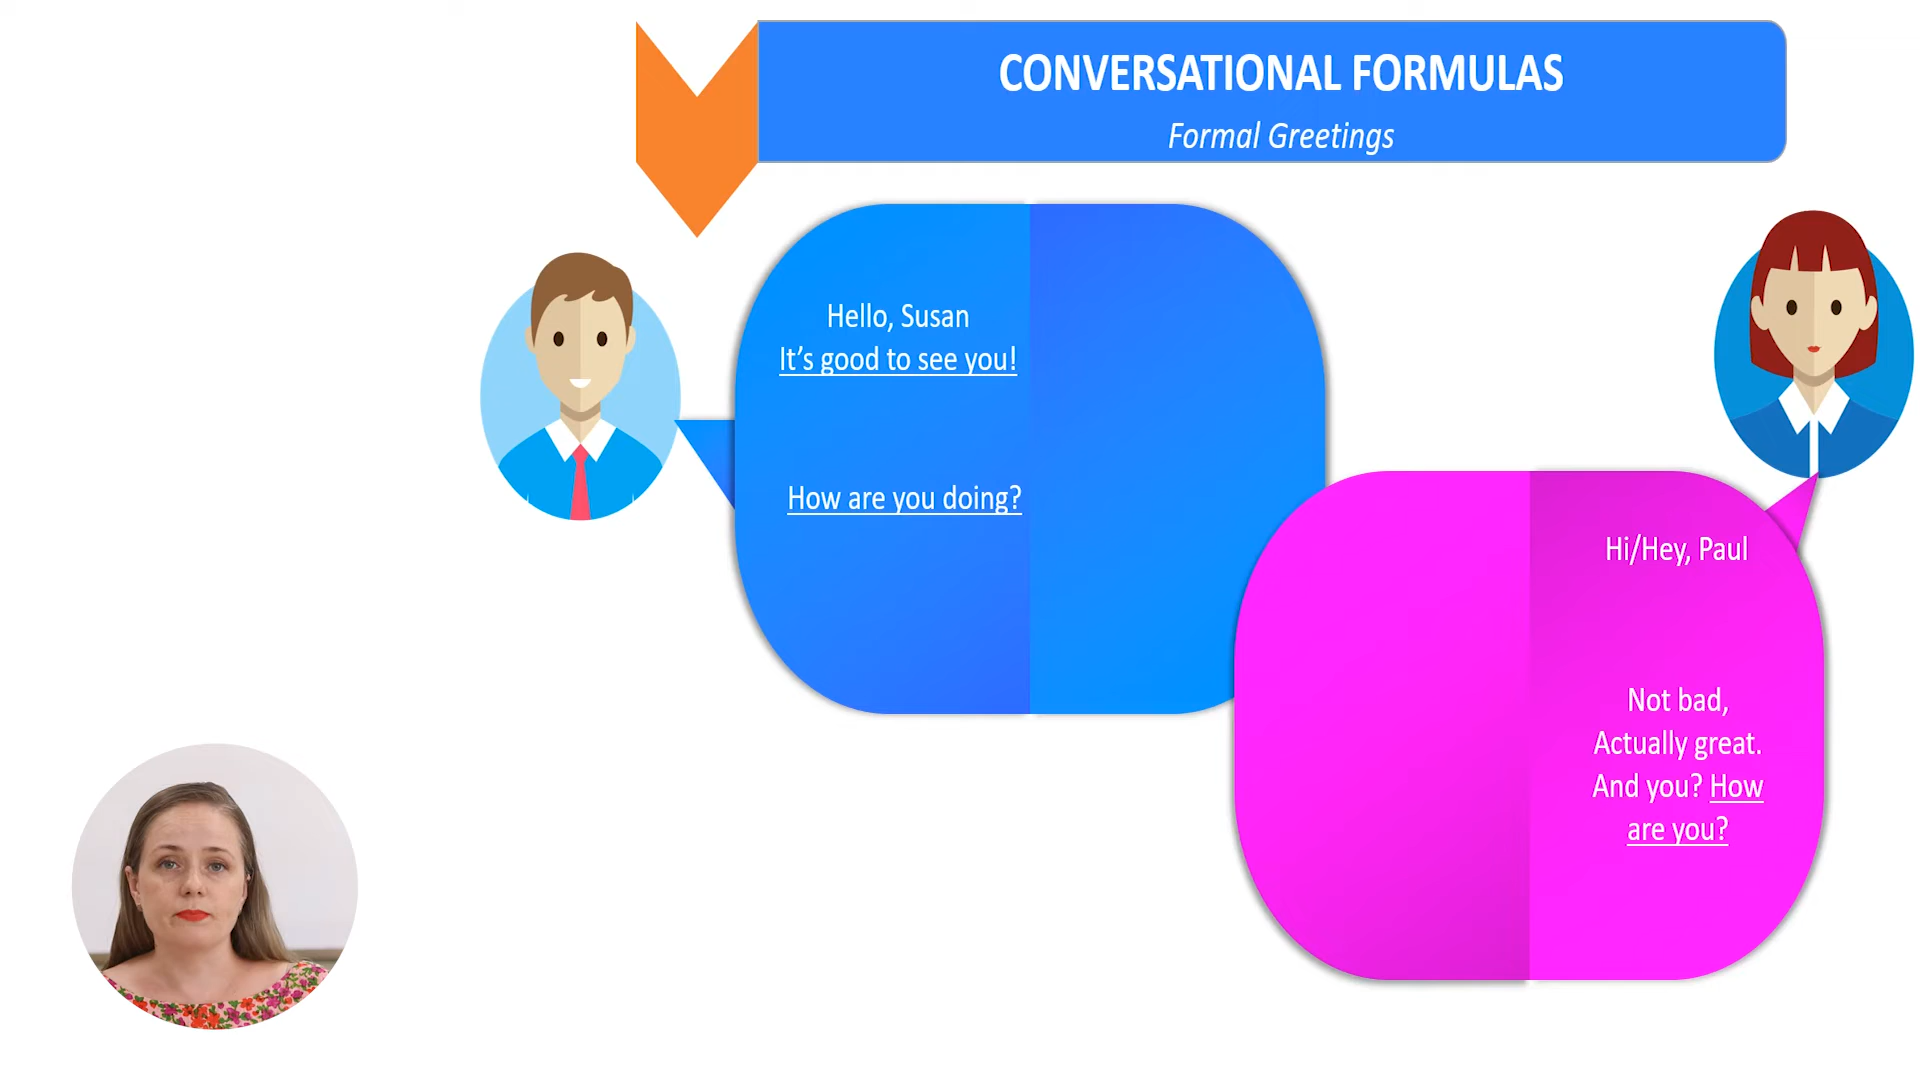 CONVERSATIONAL FORMULAS
Formal Greetings
Hello, Susan
It’s good to see you!
How are you doing?
Hi/Hey, Paul
Not bad,
Actually great.
And you? How
are you?